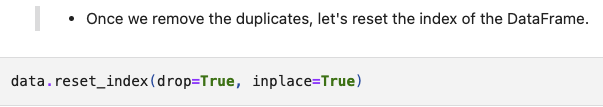 • Once we remove the duplicates, let's reset the index of the DataFrame.
data.reset_index(drop=True, inplace=True)